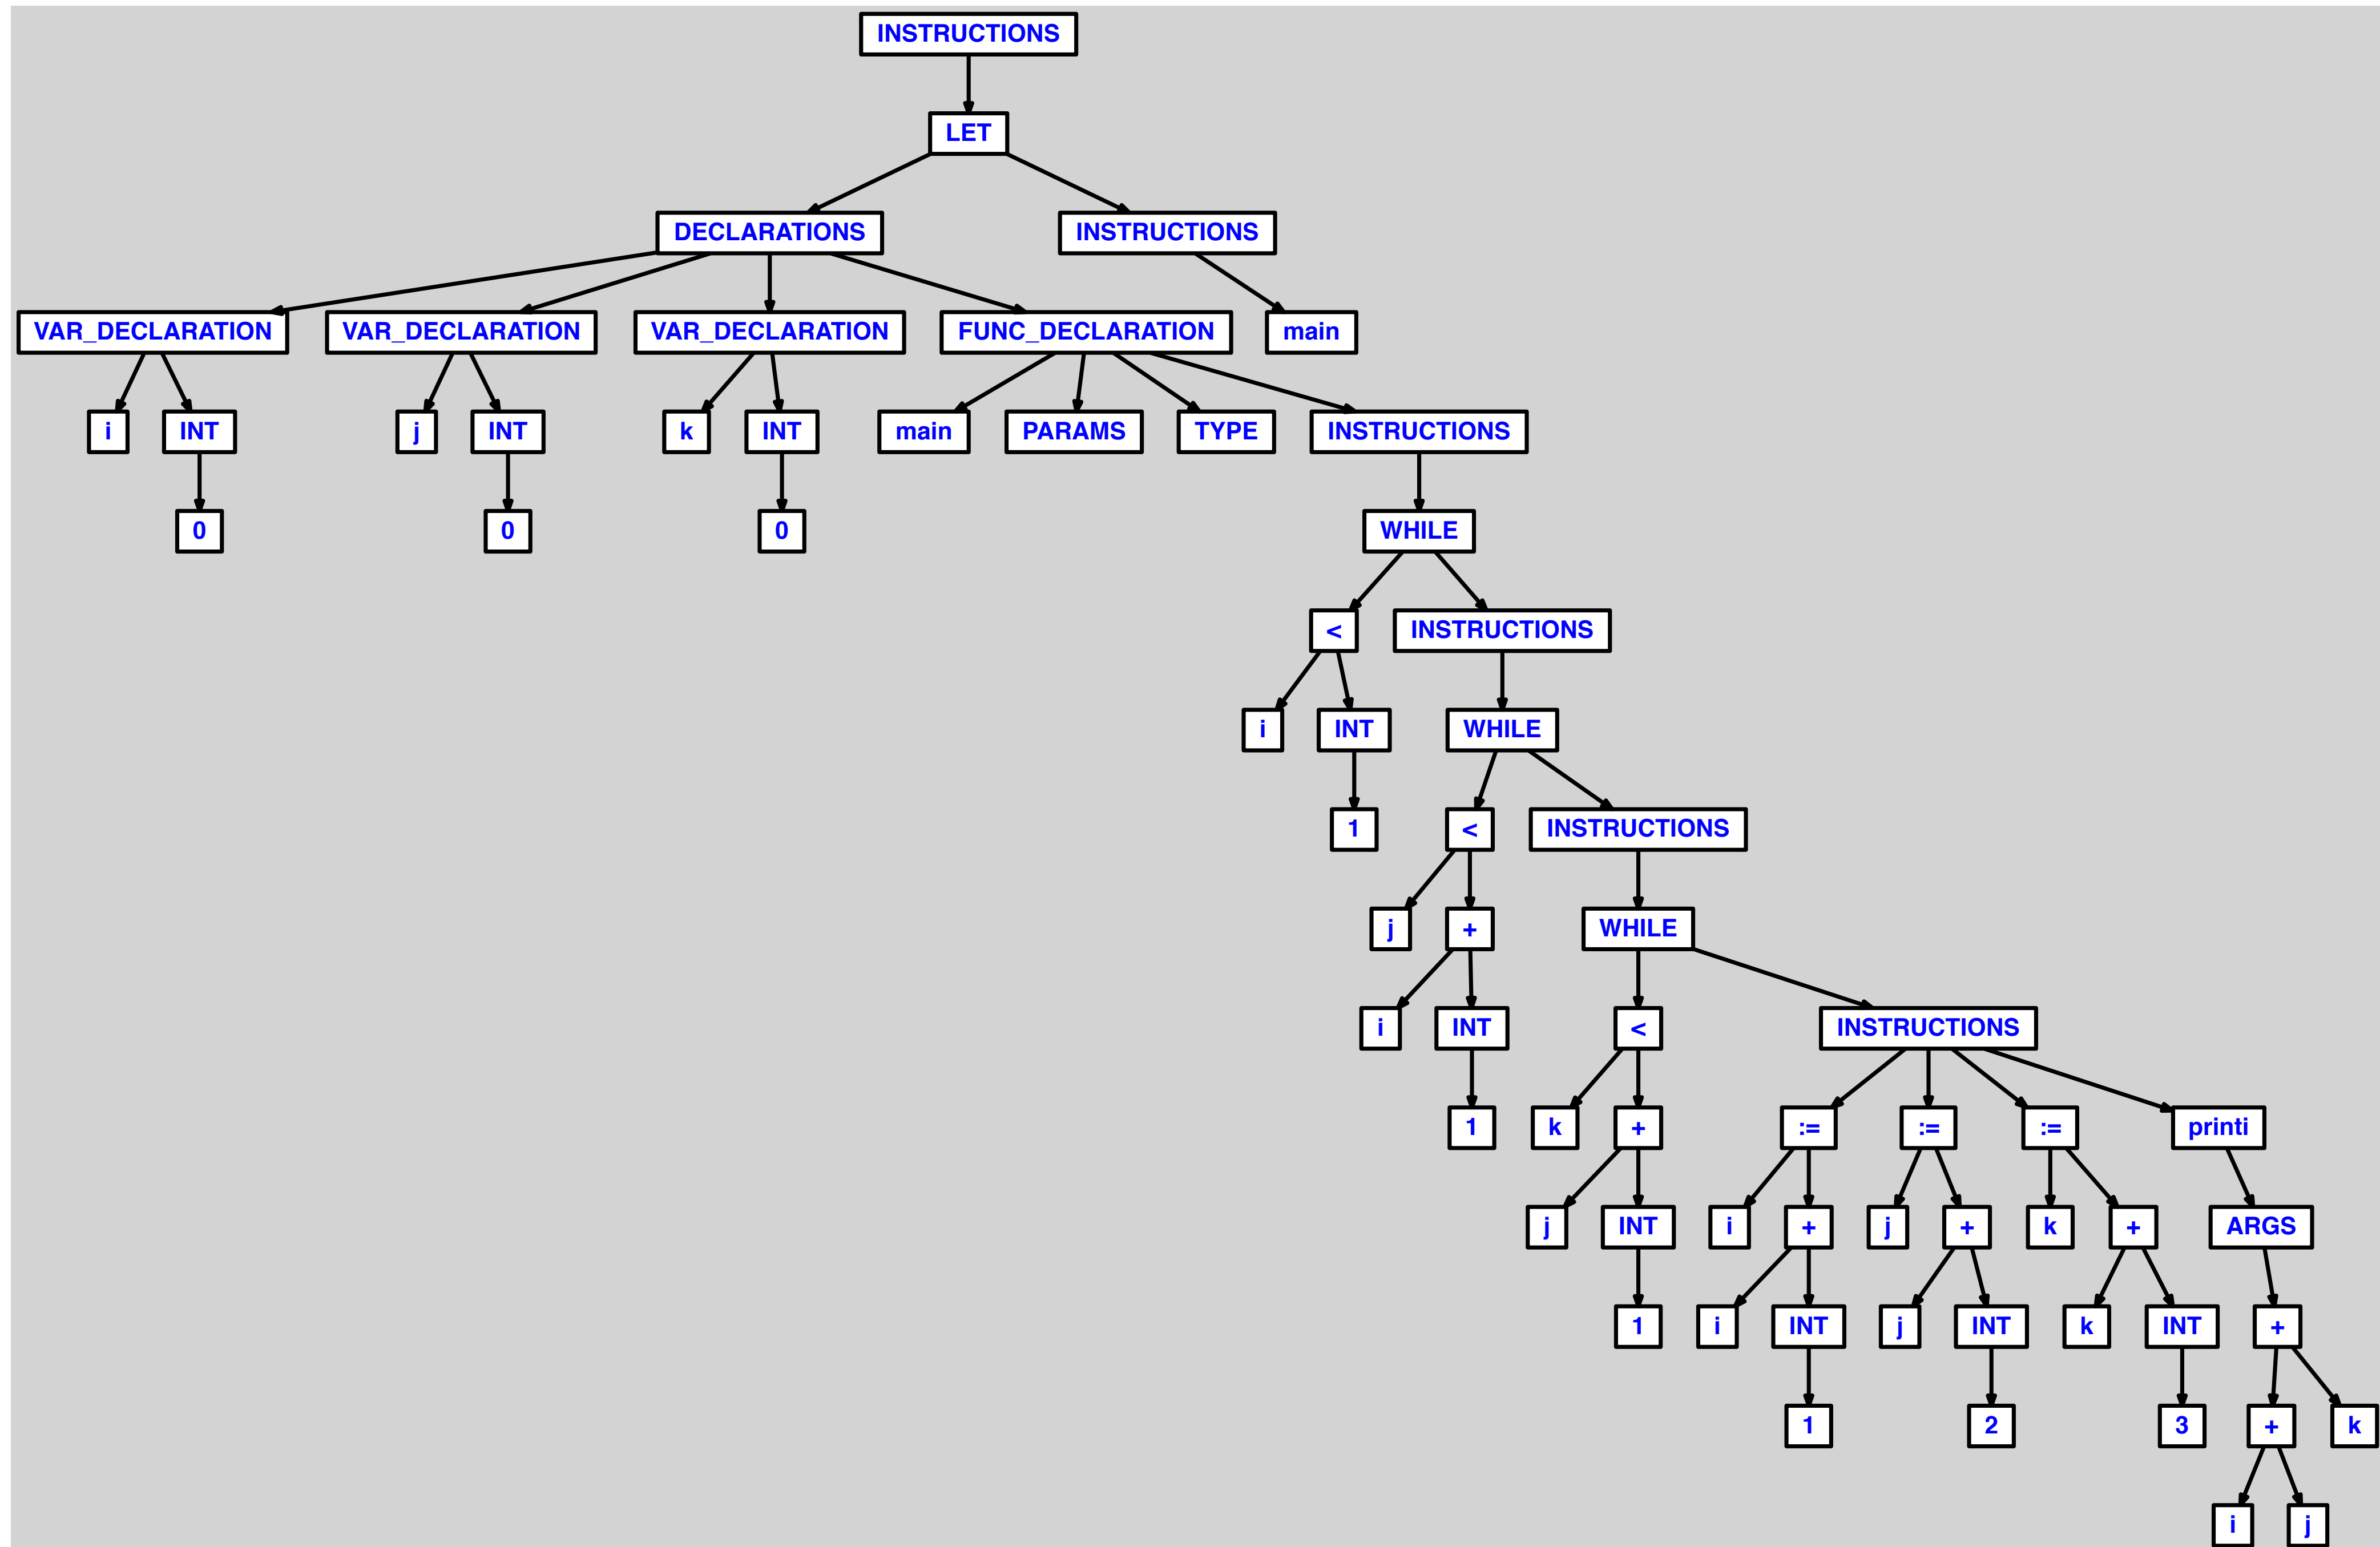 INSTRUCTIONS
LET
DECLARATIONS INSTRUCTIONS
VAR_DECLARATION VAR_DECLARATION VAR_DECLARATION FUNC_DECLARATION main
i INT j INT k INT main PARAMS TYPE INSTRUCTIONS
0 0 0 WHILE
< INSTRUCTIONS
i INT WHILE
1 < INSTRUCTIONS
j + WHILE
i INT < INSTRUCTIONS
1 k + := := := printi
j INT i + j + k + ARGS
1 i INT j INT k INT +
1 2 3 + k
i j